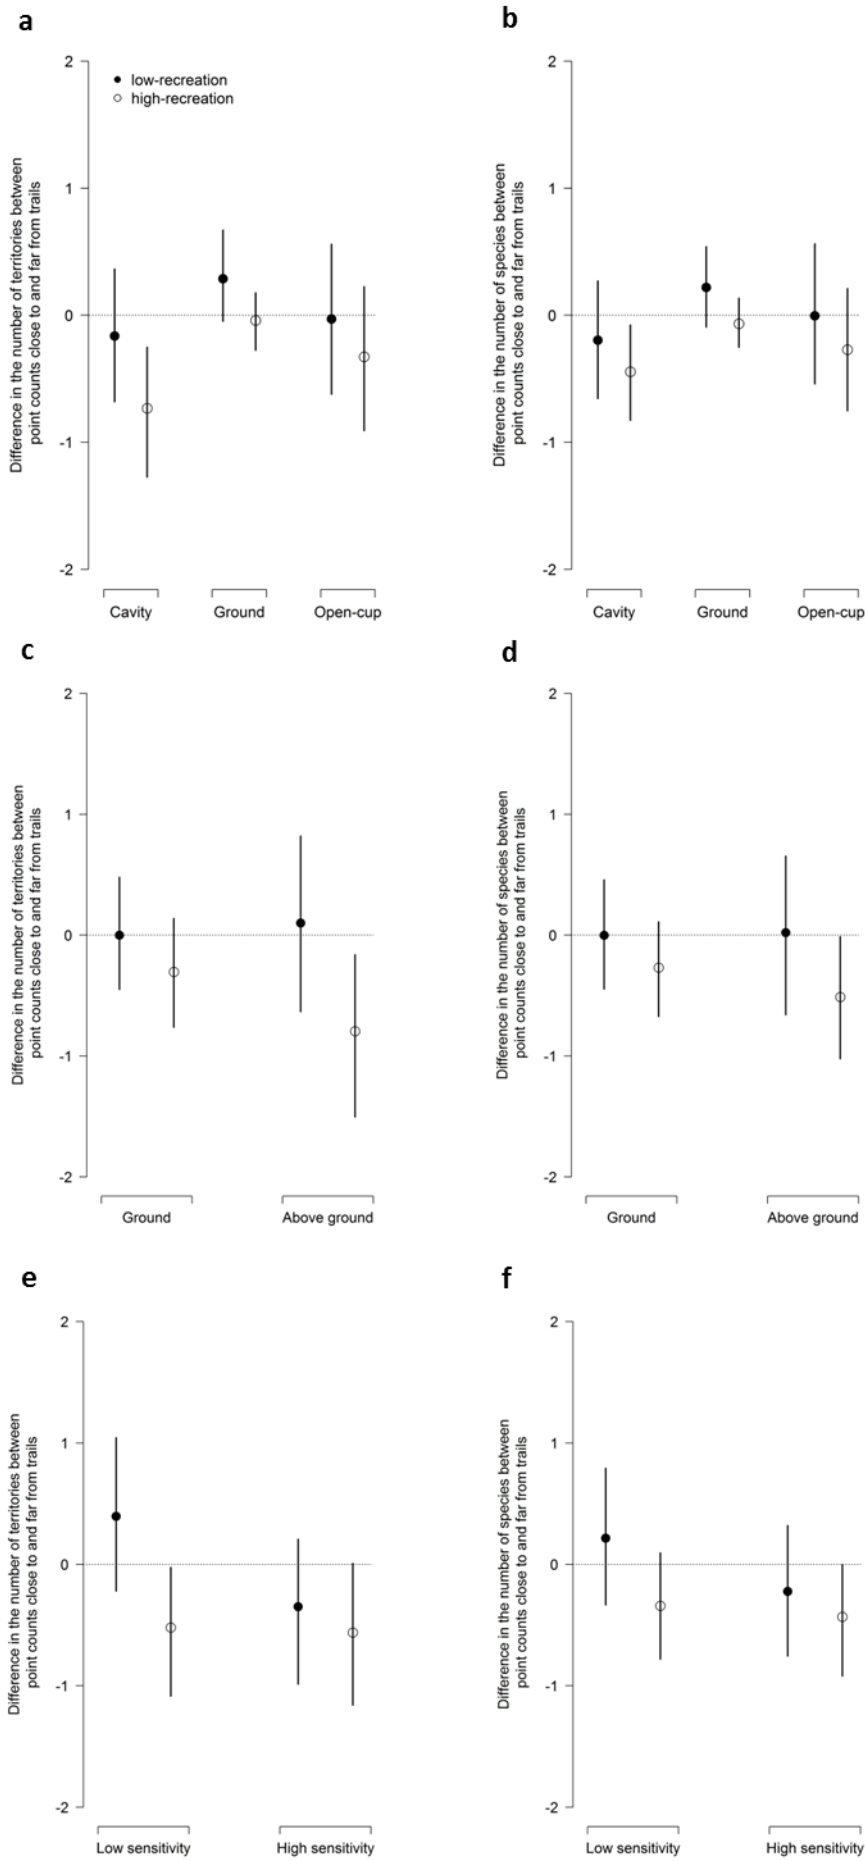 a
b
2
1
0
-1
-2
low-recreation
high-recreation
Difference in the number of territories between
point counts close to and far from trails
Cavity
Ground
Open-cup
2
1
0
-1
-2
Difference in the number of species between
point counts close to and far from trails
Cavity
Ground
Open-cup
c
d
2
1
0
-1
-2
Difference in the number of territories between
point counts close to and far from trails
Ground
Above ground
2
1
0
-1
-2
Difference in the number of species between
point counts close to and far from trails
Ground
Above ground
e
f
2
1
0
-1
-2
Difference in the number of territories between
point counts close to and far from trails
Low sensitivity
High sensitivity
2
1
0
-1
-2
Difference in the number of species between
point counts close to and far from trails
Low sensitivity
High sensitivity